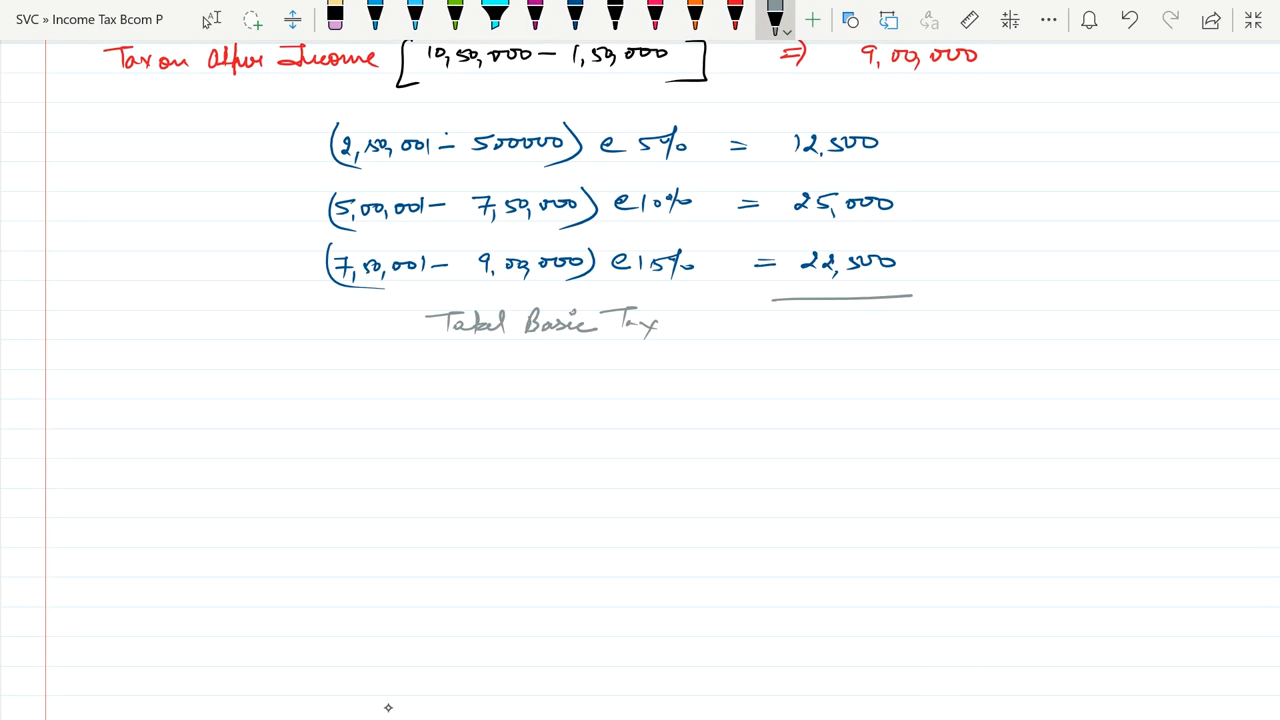 SVC » Income Tax Bcom P
Tax on other Income [10,50,000 - 1,50,000] => 9,00,000
(2,50,001 - 500000) @ 5% = 12,500
(5,00,001 - 7,50,000) @ 10% = 25,000
(7,50,001 - 9,00,000) @ 15% = 22,500
Total Basic Tax